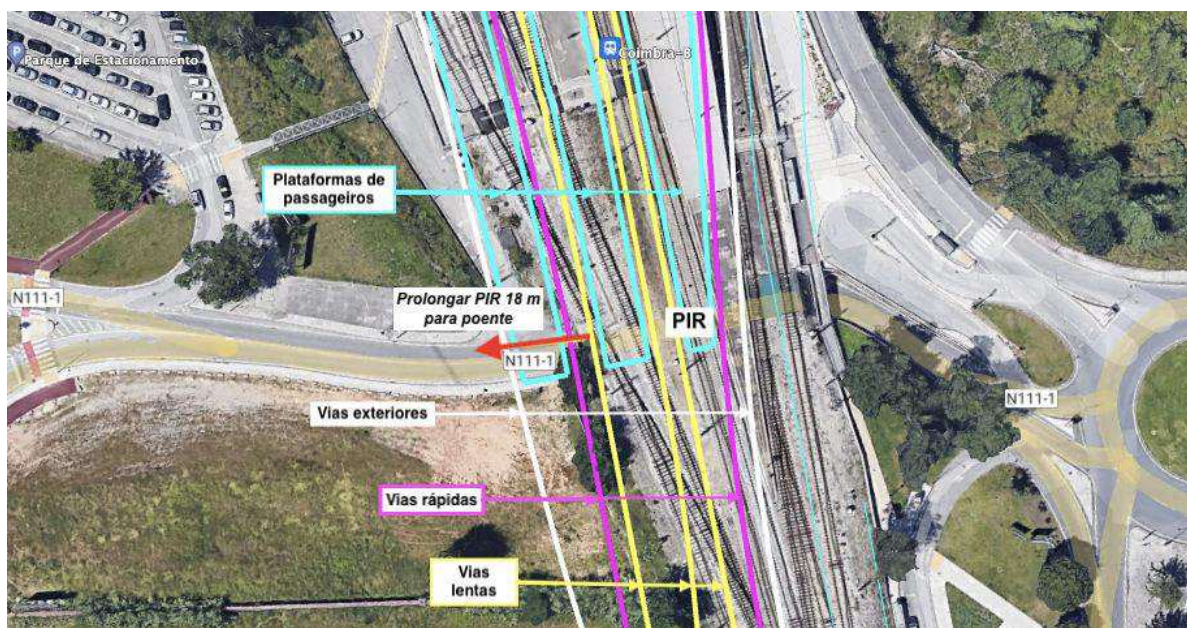 Coimbra-B
P
Parque de Estacionamento
Plataformas de
passageiros
N111-1
Prolongar PIR 18 m
para poente
PIR
N111-1
N111-1
Vias exteriores
Vias rápidas
Vias
lentas